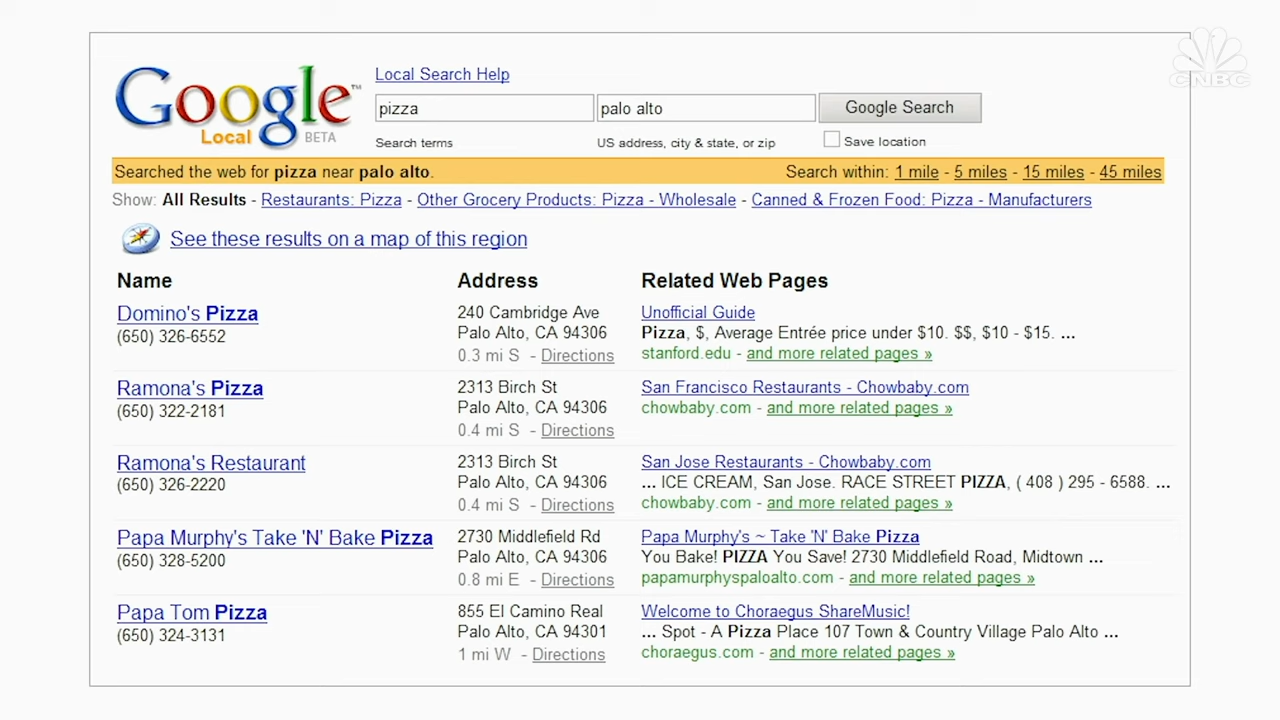 CNBC
Google™
Local BETA
Local Search Help
pizza palo alto Google Search
Search terms US address, city & state, or zip Save location
Searched the web for pizza near palo alto. Search within: 1 mile - 5 miles - 15 miles - 45 miles
Show: All Results - Restaurants: Pizza - Other Grocery Products: Pizza - Wholesale - Canned & Frozen Food: Pizza - Manufacturers
See these results on a map of this region
Name Address Related Web Pages
Domino's Pizza 240 Cambridge Ave Unofficial Guide
(650) 326-6552 Palo Alto, CA 94306 Pizza, $, Average Entrée price under $10. $$, $10 - $15. ...
0.3 mi S - Directions stanford.edu - and more related pages »
Ramona's Pizza 2313 Birch St San Francisco Restaurants - Chowbaby.com
(650) 322-2181 Palo Alto, CA 94306 chowbaby.com - and more related pages »
0.4 mi S - Directions
Ramona's Restaurant 2313 Birch St San Jose Restaurants - Chowbaby.com
(650) 326-2220 Palo Alto, CA 94306 ... ICE CREAM, San Jose. RACE STREET PIZZA, ( 408 ) 295 - 6588. ...
0.4 mi S - Directions chowbaby.com - and more related pages »
Papa Murphy's Take 'N' Bake Pizza 2730 Middlefield Rd Papa Murphy's ~ Take 'N' Bake Pizza
(650) 328-5200 Palo Alto, CA 94306 You Bake! PIZZA You Save! 2730 Middlefield Road, Midtown ...
0.8 mi E - Directions papamurphyspaloalto.com - and more related pages »
Papa Tom Pizza 855 El Camino Real Welcome to Choraegus ShareMusic!
(650) 324-3131 Palo Alto, CA 94301 ... Spot - A Pizza Place 107 Town & Country Village Palo Alto ...
1 mi W - Directions choraegus.com - and more related pages »